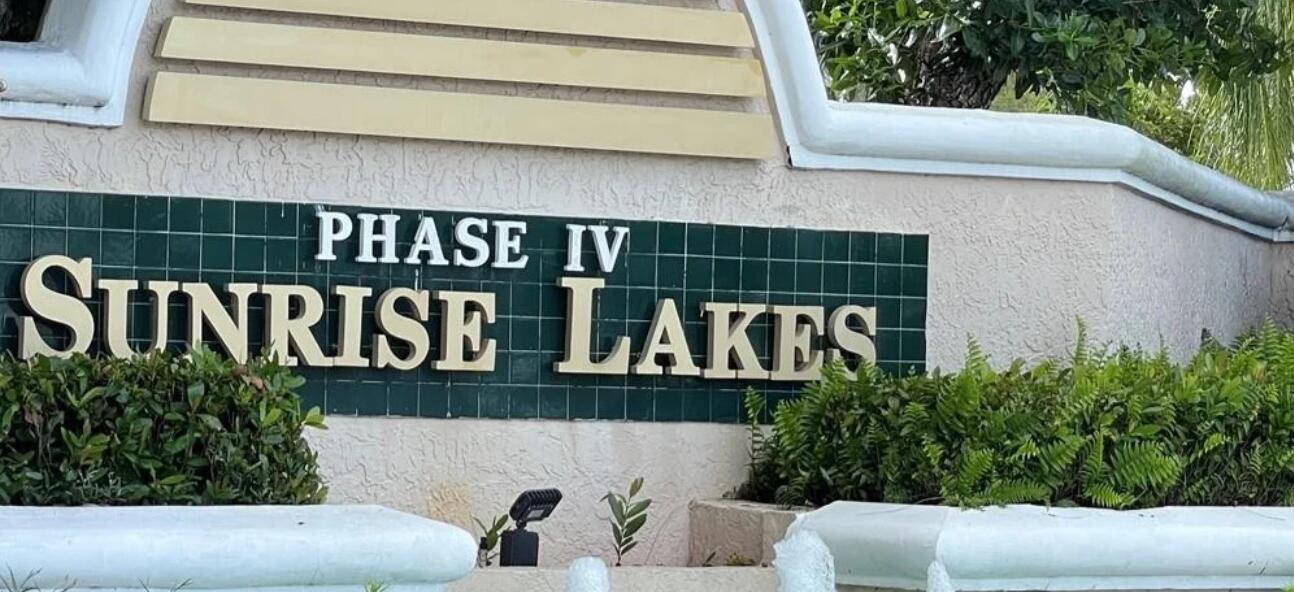 PHASE IV
SUNRISE LAKES